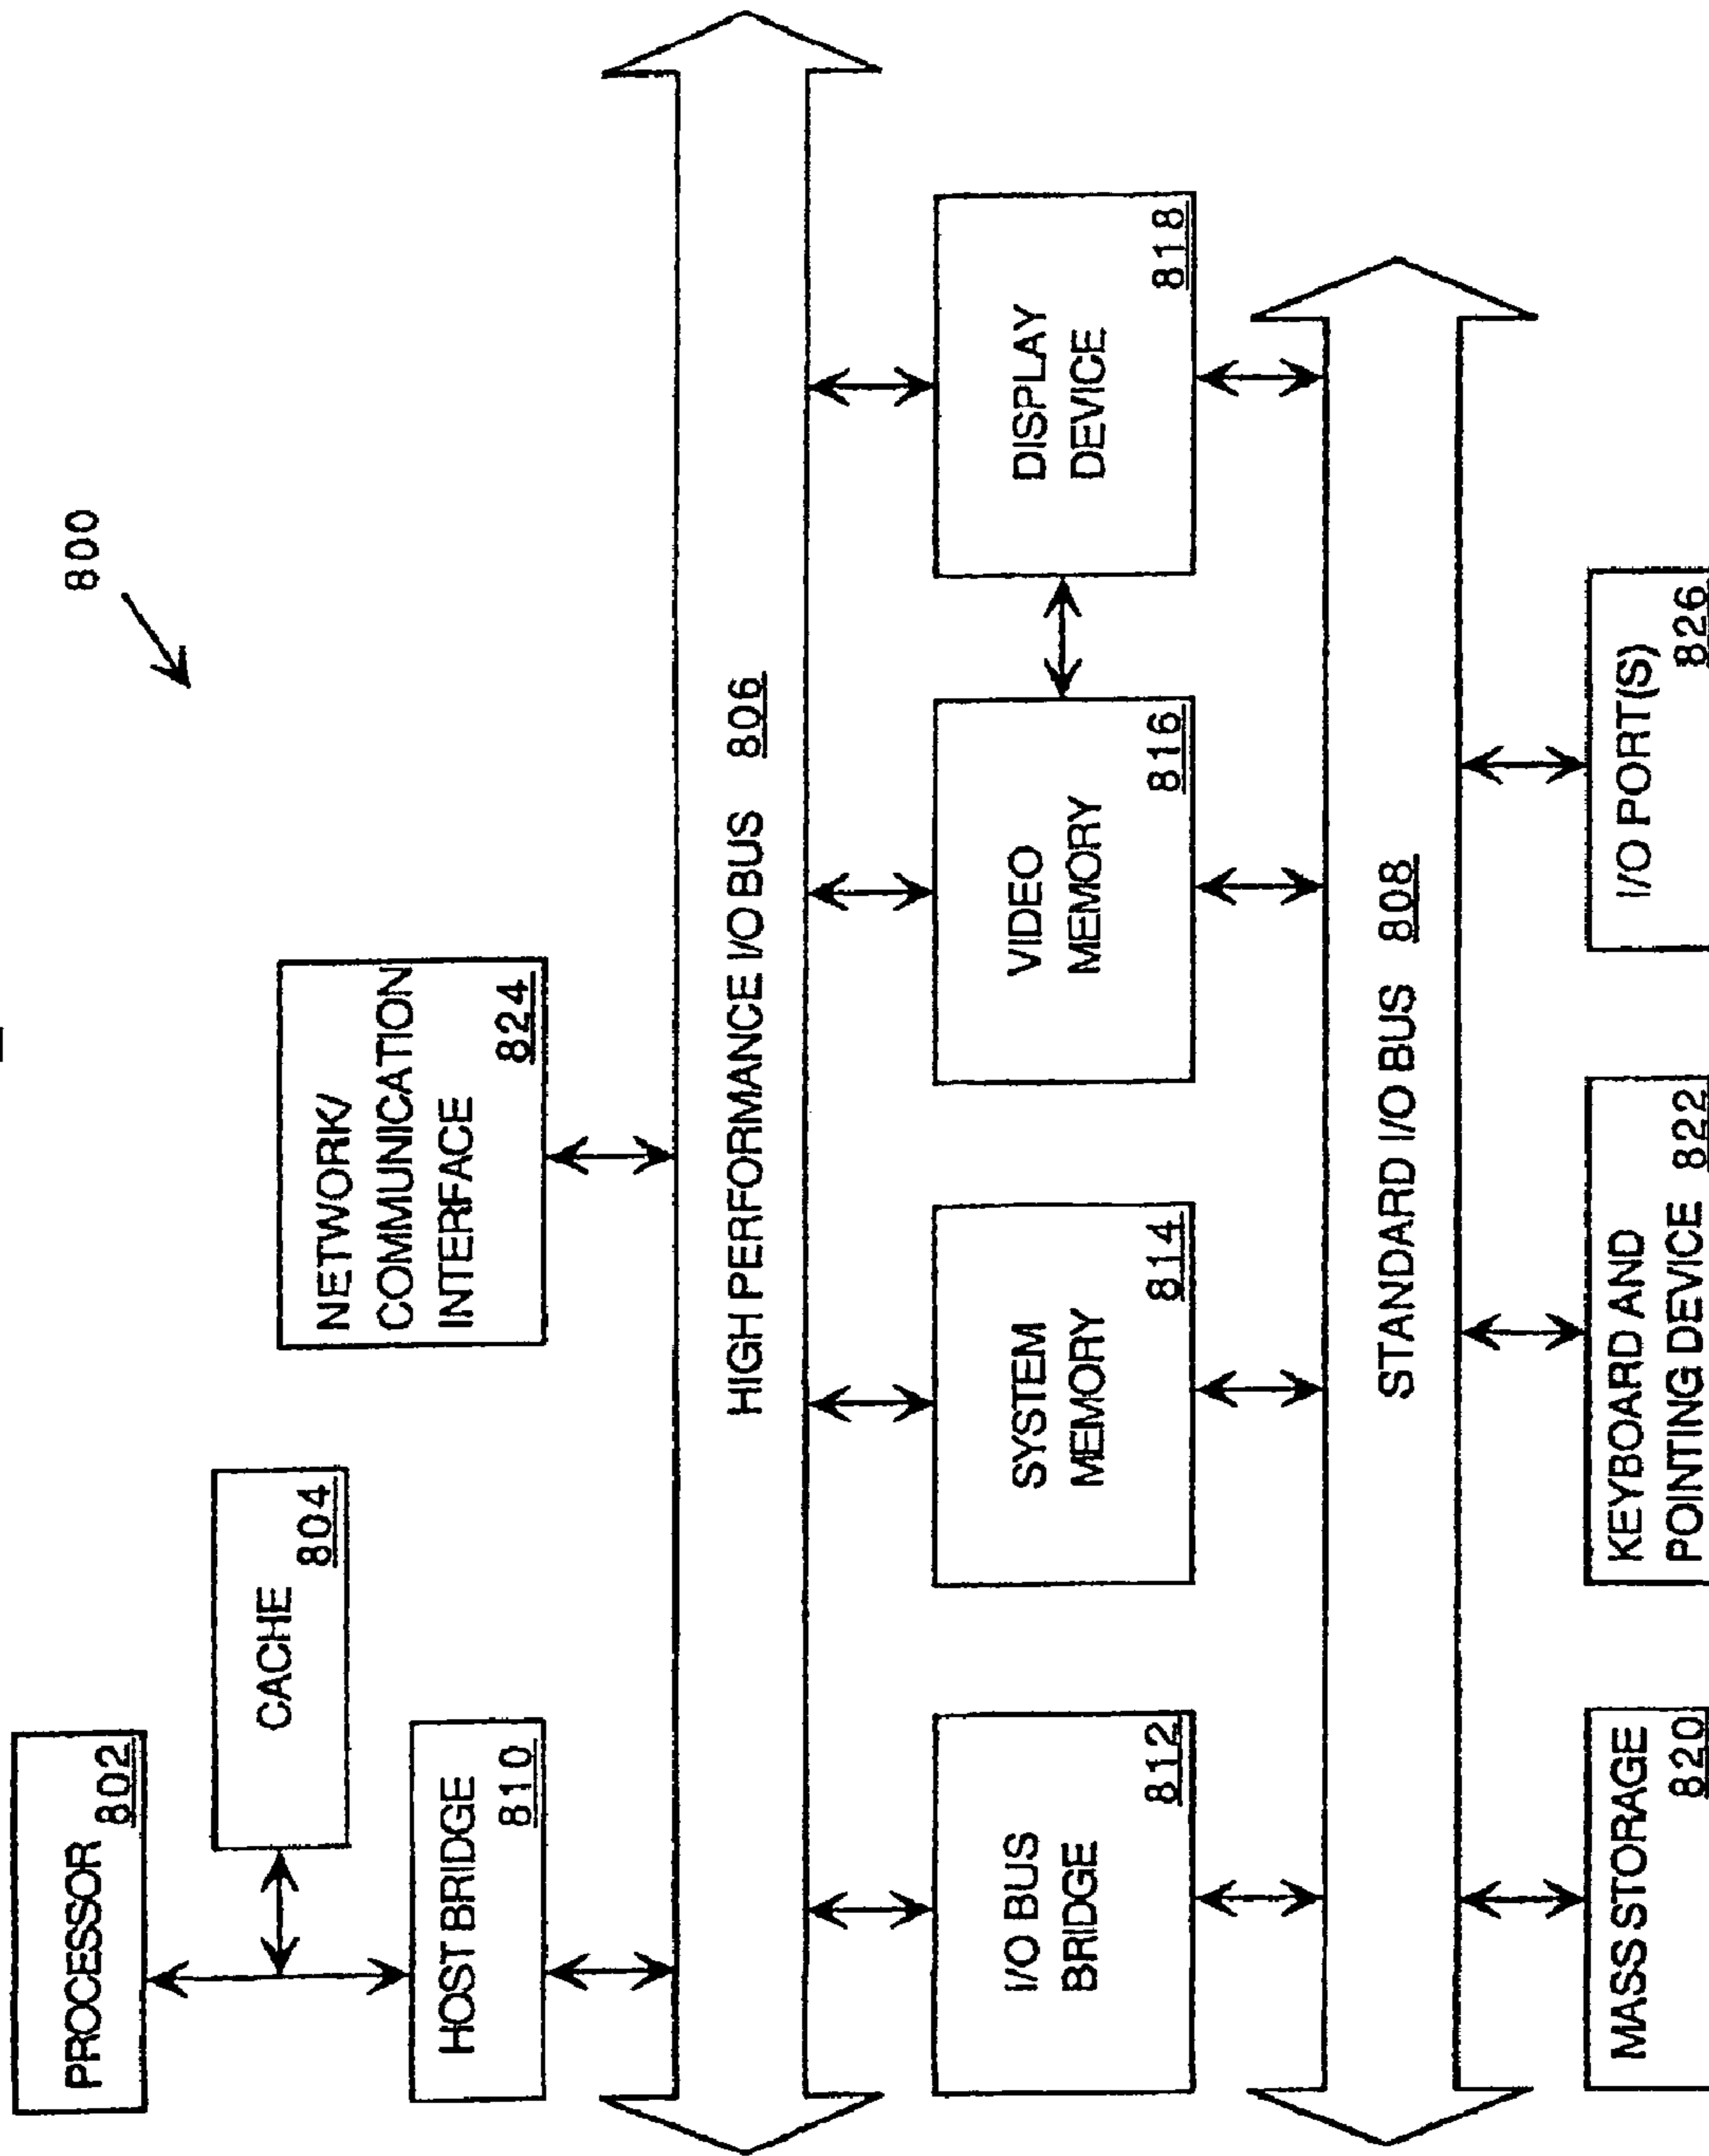 800
PROCESSOR
802
CACHE
804
HOST BRIDGE
810
NETWORK/
COMMUNICATION
INTERFACE
824
HIGH PERFORMANCE I/O BUS 806
I/O BUS
BRIDGE
812
SYSTEM
MEMORY
814
VIDEO
MEMORY
816
DISPLAY
DEVICE
818
STANDARD I/O BUS 808
MASS STORAGE
820
KEYBOARD AND
POINTING DEVICE 822
I/O PORT(S)
826